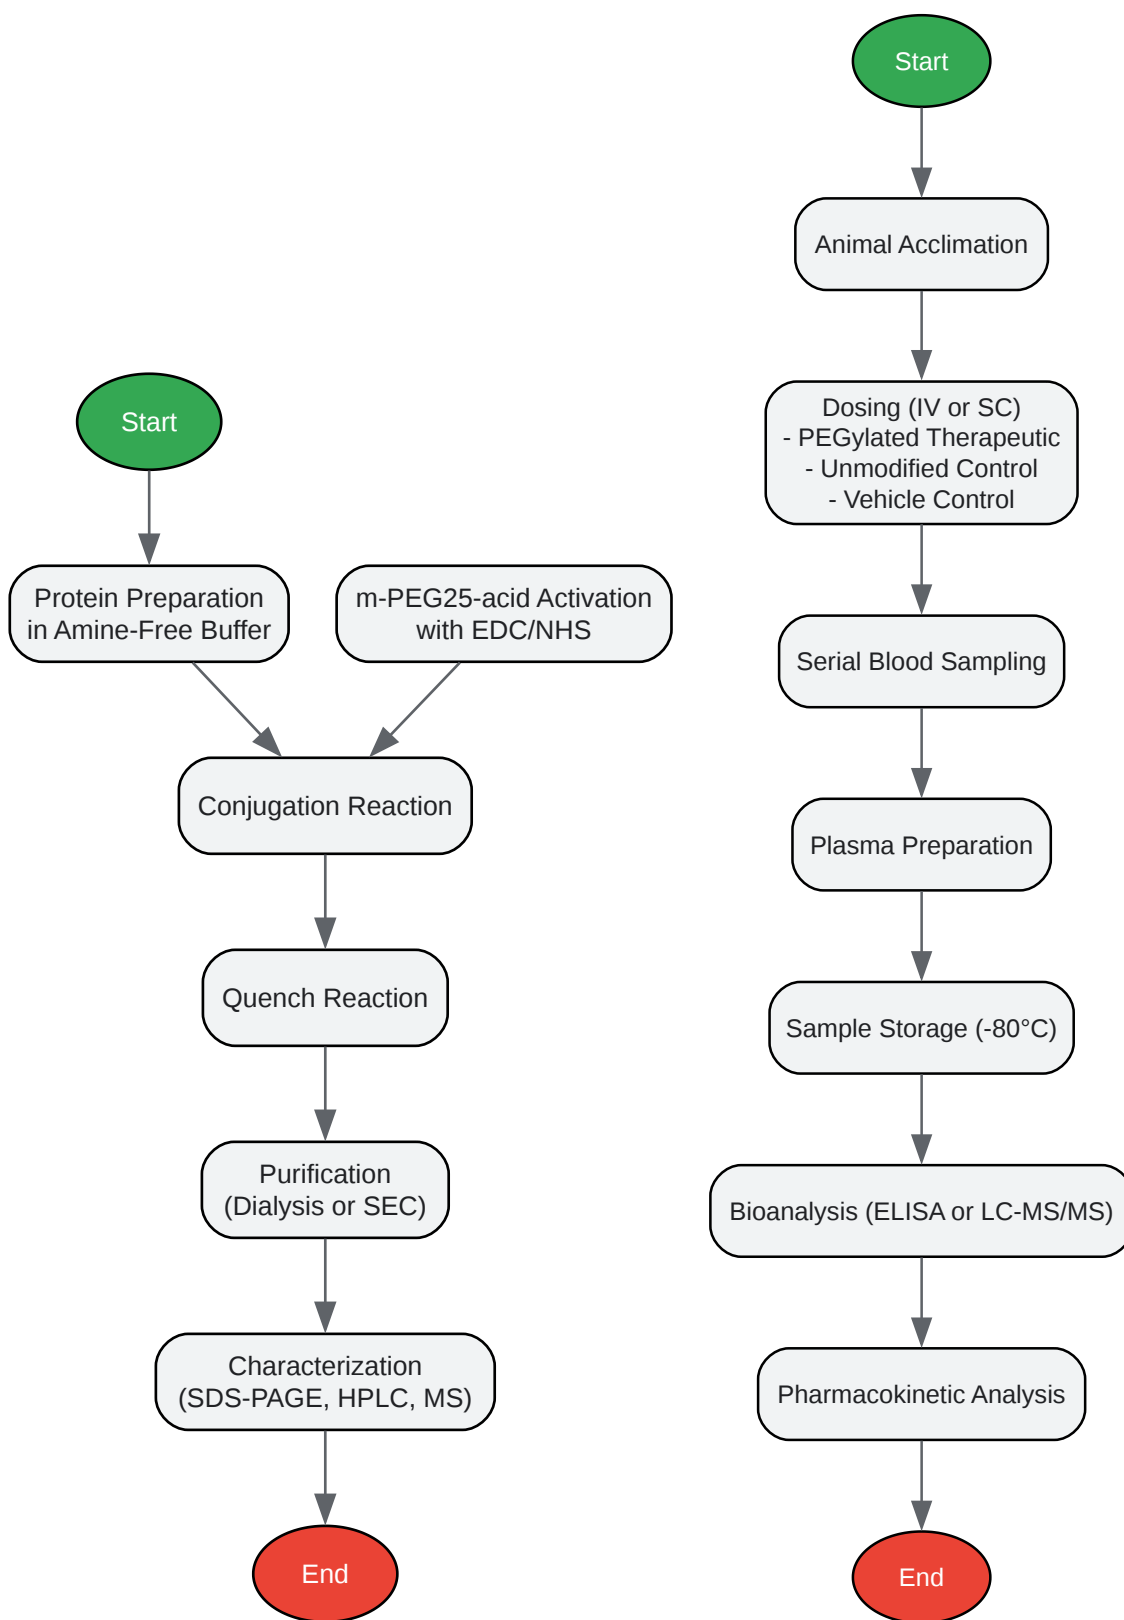 Start
Protein Preparation
in Amine-Free Buffer
m-PEG25-acid Activation
with EDC/NHS
Conjugation Reaction
Quench Reaction
Purification
(Dialysis or SEC)
Characterization
(SDS-PAGE, HPLC, MS)
End
Start
Animal Acclimation
Dosing (IV or SC)
- PEGylated Therapeutic
- Unmodified Control
- Vehicle Control
Serial Blood Sampling
Plasma Preparation
Sample Storage (-80°C)
Bioanalysis (ELISA or LC-MS/MS)
Pharmacokinetic Analysis
End